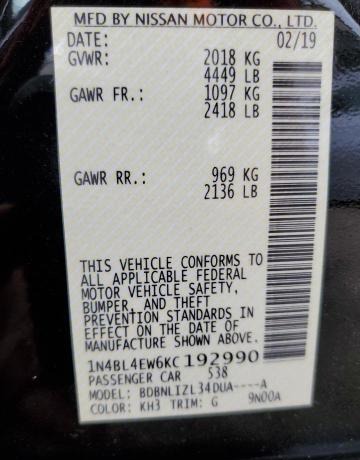 MFD BY NISSAN MOTOR CO., LTD.
DATE: 02/19
GVWR: 2018 KG
4449 LB
GAWR FR.: 1097 KG
2418 LB
GAWR RR.: 969 KG
2136 LB
THIS VEHICLE CONFORMS TO
ALL APPLICABLE FEDERAL
MOTOR VEHICLE SAFETY,
BUMPER, AND THEFT
PREVENTION STANDARDS IN
EFFECT ON THE DATE OF
MANUFACTURE SHOWN ABOVE.
1N4BL4EW6KC192990
PASSENGER CAR 538
MODEL: BDBNLIZL34DUA----A
COLOR: KH3 TRIM: G 9N00A